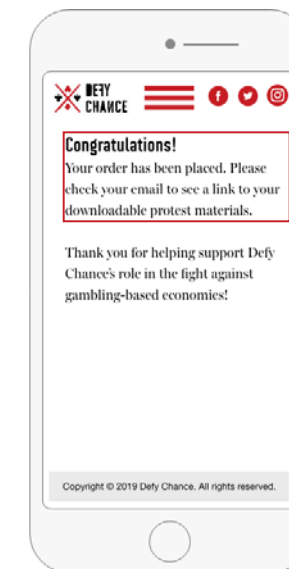 DEFY
CHANCE
Congratulations!
Your order has been placed. Please
check your email to see a link to your
downloadable protest materials.
Thank you for helping support Defy
Chance's role in the fight against
gambling-based economies!
Copyright © 2019 Defy Chance. All rights reserved.